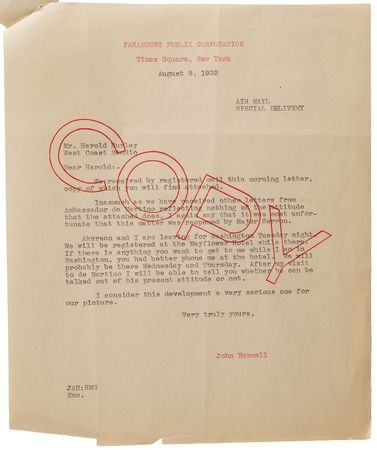 PARAMOUNT PUBLIX CORPORATION
Times Square, New York
August 8, 1932
AIR MAIL
SPECIAL DELIVERY
Mr. Harold Hurley
West Coast Studio
Dear Harold:-
We received by registered mail this morning letter,
copy of which you will find attached.
Inasmuch as we have received other letters from
Ambassador de Martino reflecting nothing of the attitude
that the attached does, I again say that it was most unfor-
tunate that this matter was reopened by Major Herron.
Akerson and I are leaving for Washington Tuesday night.
We will be registered at the Mayflower Hotel while there.
If there is anything you want to get to me while I am in
Washington, you had better phone me at the hotel. We will
probably be there Wednesday and Thursday. After my visit
to de Martino I will be able to tell you whether he can be
talked out of his present attitude or not.
I consider this development a very serious one for
our picture.
Very truly yours,
John Hammell
JAH:HNG
Enc.
COPY